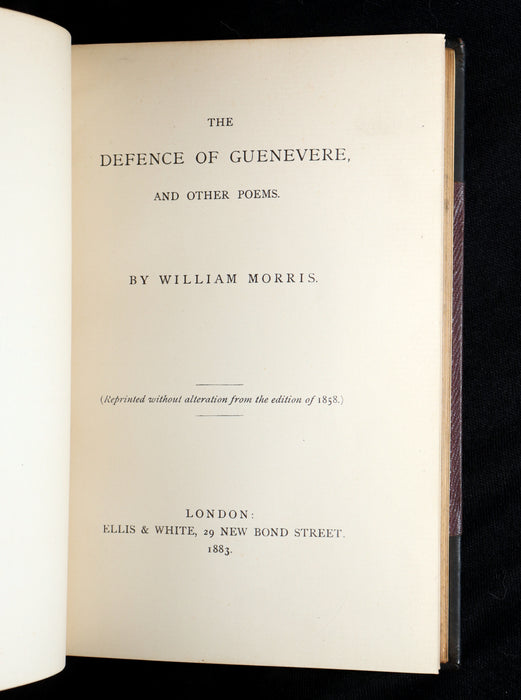 THE
DEFENCE OF GUENEVERE,
AND OTHER POEMS.
BY WILLIAM MORRIS.
(Reprinted without alteration from the edition of 1858.)
LONDON:
ELLIS & WHITE, 29 NEW BOND STREET.
1883.